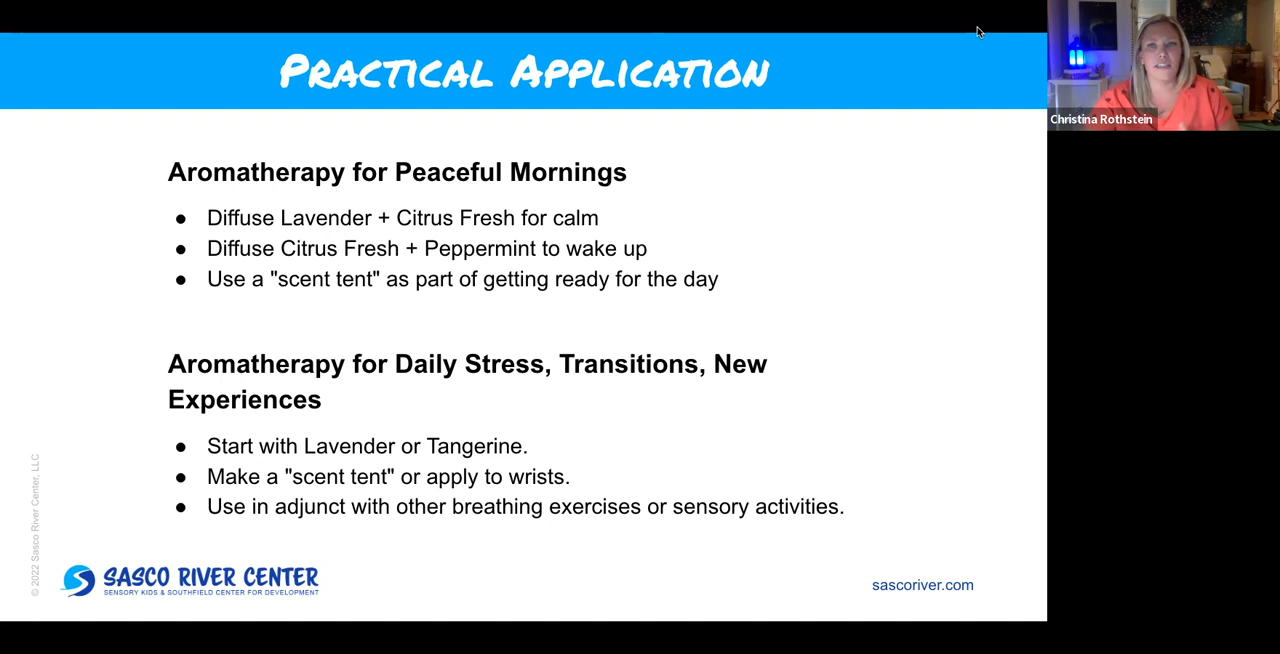 Practical Application
Christina Rothstein
Aromatherapy for Peaceful Mornings
● Diffuse Lavender + Citrus Fresh for calm
● Diffuse Citrus Fresh + Peppermint to wake up
● Use a "scent tent" as part of getting ready for the day
Aromatherapy for Daily Stress, Transitions, New
Experiences
● Start with Lavender or Tangerine.
● Make a "scent tent" or apply to wrists.
● Use in adjunct with other breathing exercises or sensory activities.
© 2022 Sasco River Center, LLC
SASCO RIVER CENTER
SENSORY KIDS & SOUTHFIELD CENTER FOR DEVELOPMENT
sascoriver.com